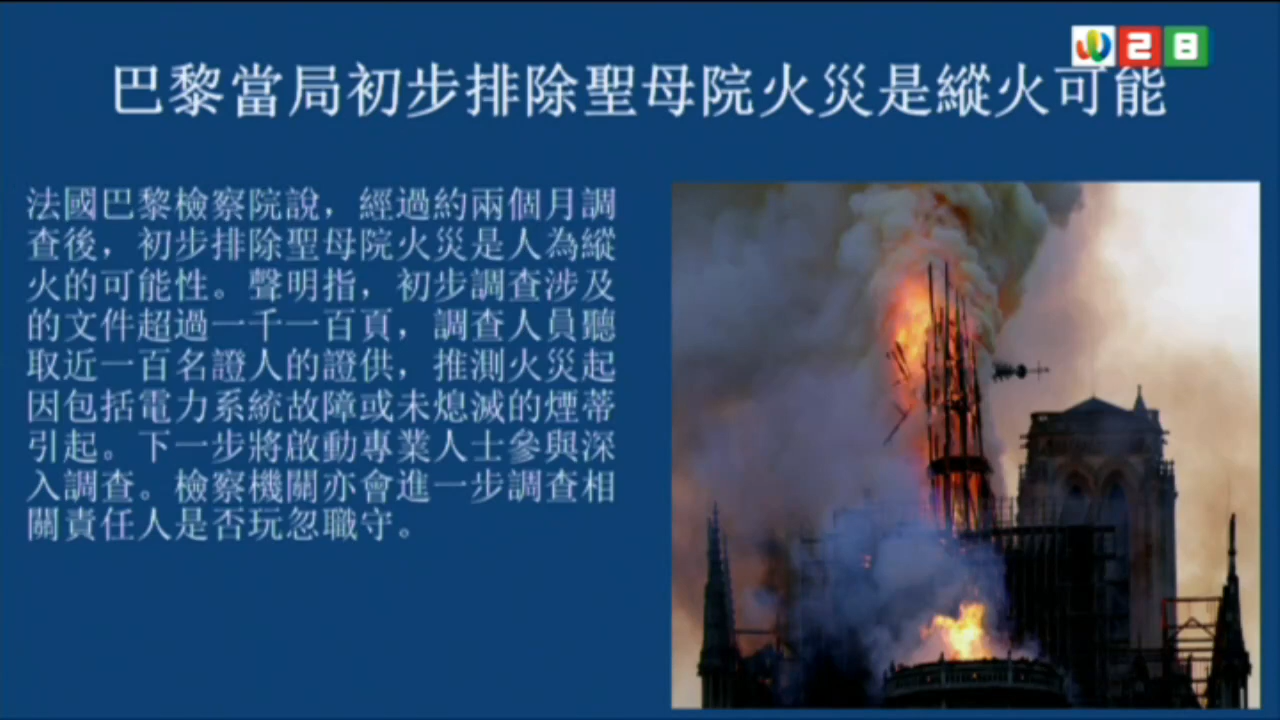 28
巴黎當局初步排除聖母院火災是縱火可能
法國巴黎檢察院說，經過約兩個月調
查後，初步排除聖母院火災是人為縱
火的可能性。聲明指，初步調查涉及
的文件超過一千一百頁，調查人員聽
取近一百名證人的證供，推測火災起
因包括電力系統故障或未熄滅的煙蒂
引起。下一步將啟動專業人士參與深
入調查。檢察機關亦會進一步調查相
關責任人是否玩忽職守。